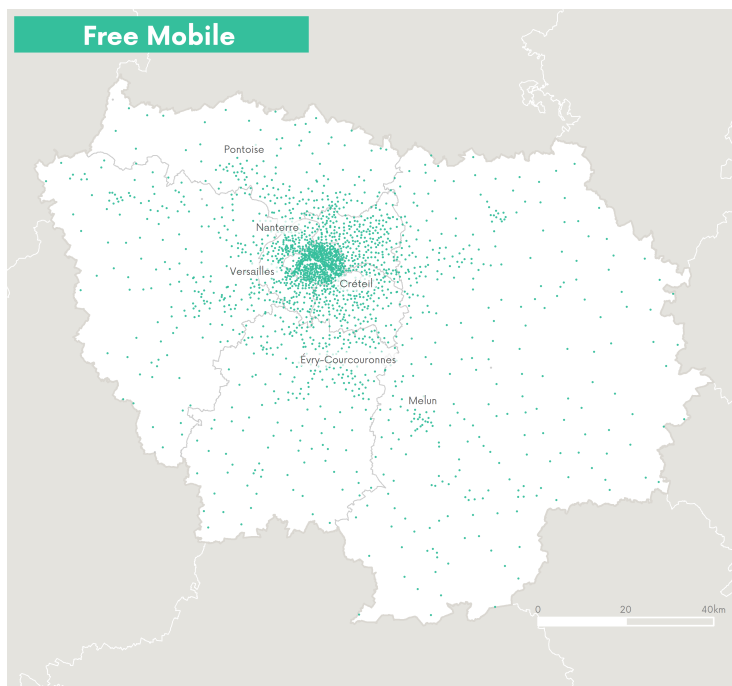 Free Mobile
Pontoise
Nanterre
Versailles
Créteil
Évry-Courcouronnes
Melun
0 20 40km